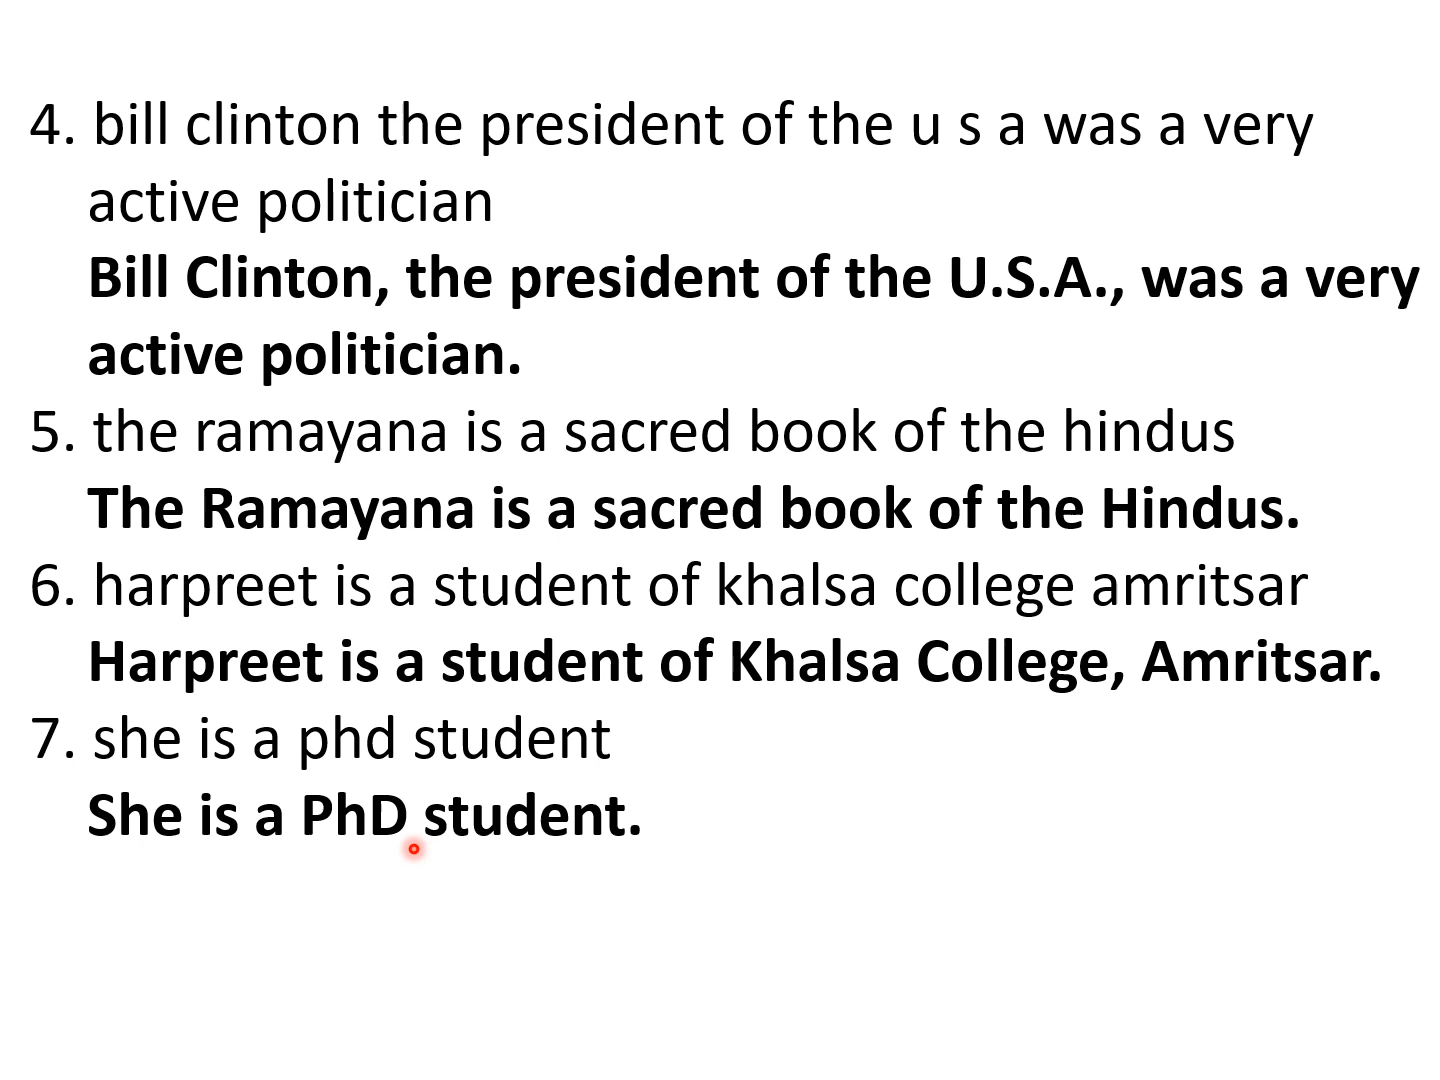 4. bill clinton the president of the u s a was a very
active politician
Bill Clinton, the president of the U.S.A., was a very
active politician.
5. the ramayana is a sacred book of the hindus
The Ramayana is a sacred book of the Hindus.
6. harpreet is a student of khalsa college amritsar
Harpreet is a student of Khalsa College, Amritsar.
7. she is a phd student
She is a PhD student.